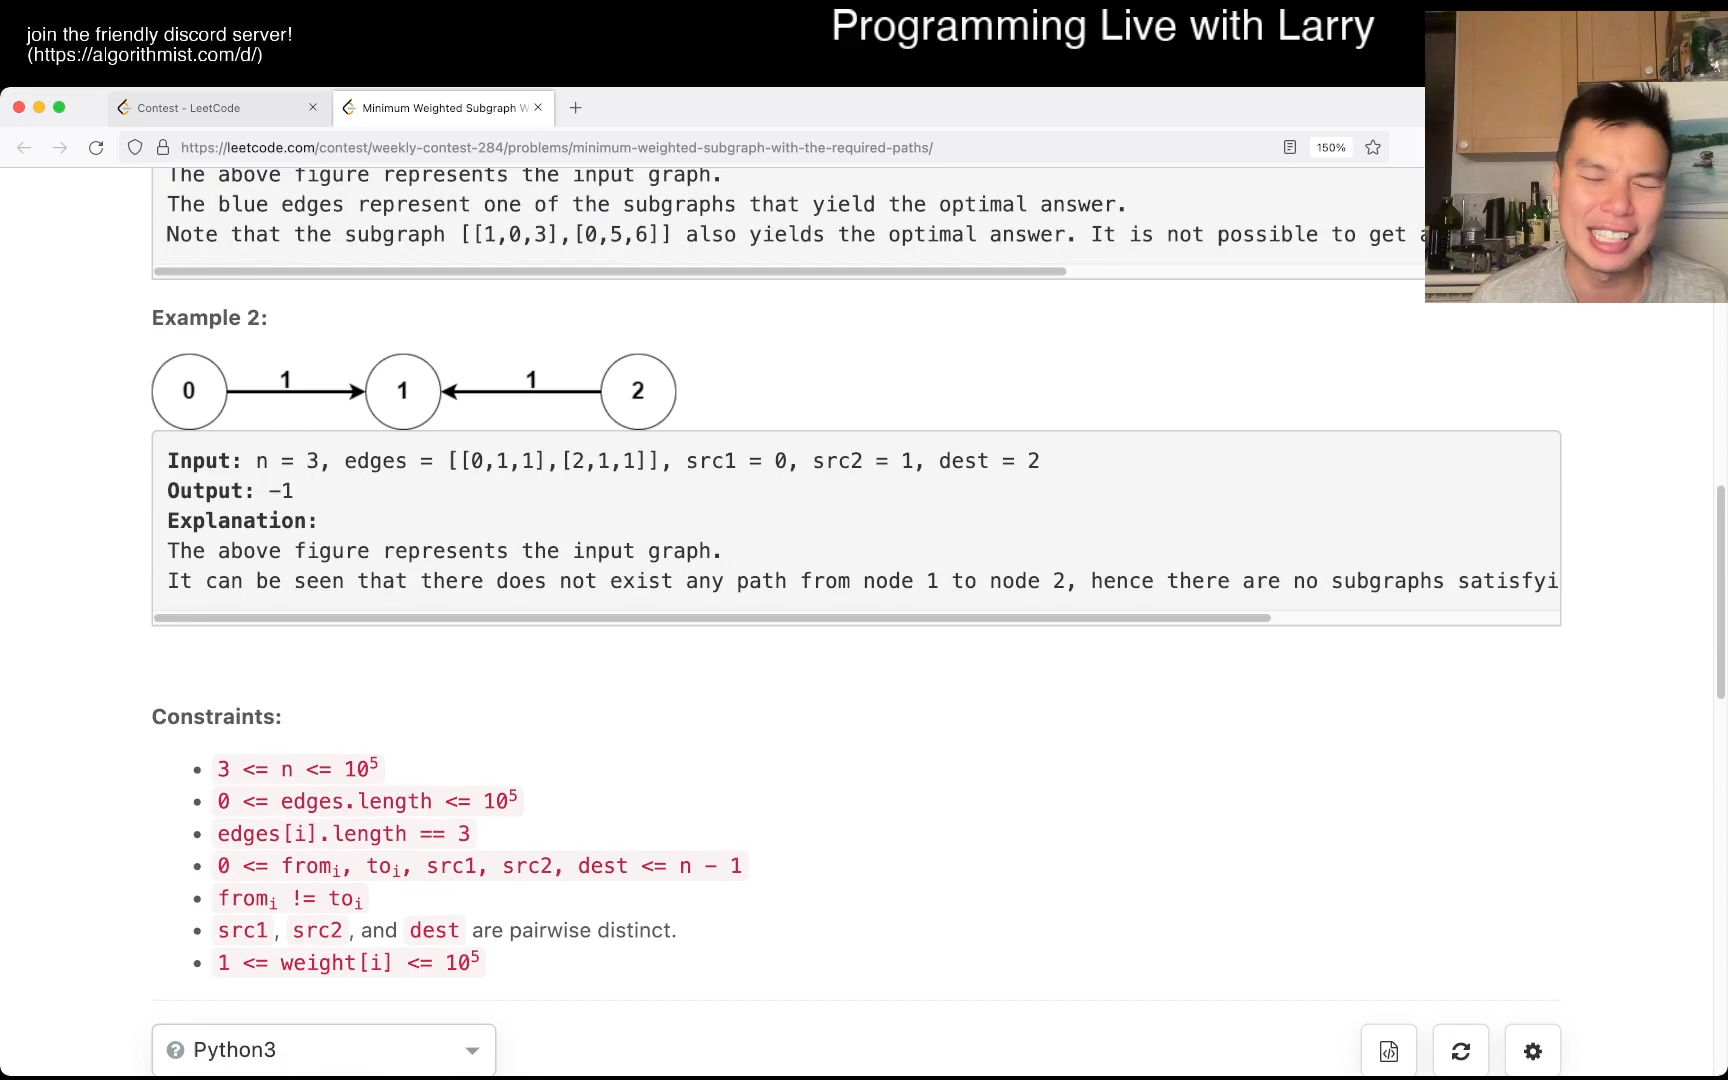 join the friendly discord server!
(https://algorithmist.com/d/)
Programming Live with Larry
Contest - LeetCode
Minimum Weighted Subgraph W
https://leetcode.com/contest/weekly-contest-284/problems/minimum-weighted-subgraph-with-the-required-paths/
150%
The above figure represents the input graph.
The blue edges represent one of the subgraphs that yield the optimal answer.
Note that the subgraph [[1,0,3],[0,5,6]] also yields the optimal answer. It is not possible to get a
Example 2:
0 1 1 1 2
Input: n = 3, edges = [[0,1,1],[2,1,1]], src1 = 0, src2 = 1, dest = 2
Output: -1
Explanation:
The above figure represents the input graph.
It can be seen that there does not exist any path from node 1 to node 2, hence there are no subgraphs satisfyi
Constraints:
3 <= n <= 10⁵
0 <= edges.length <= 10⁵
edges[i].length == 3
0 <= fromᵢ, toᵢ, src1, src2, dest <= n - 1
fromᵢ != toᵢ
src1, src2, and dest are pairwise distinct.
1 <= weight[i] <= 10⁵
Python3